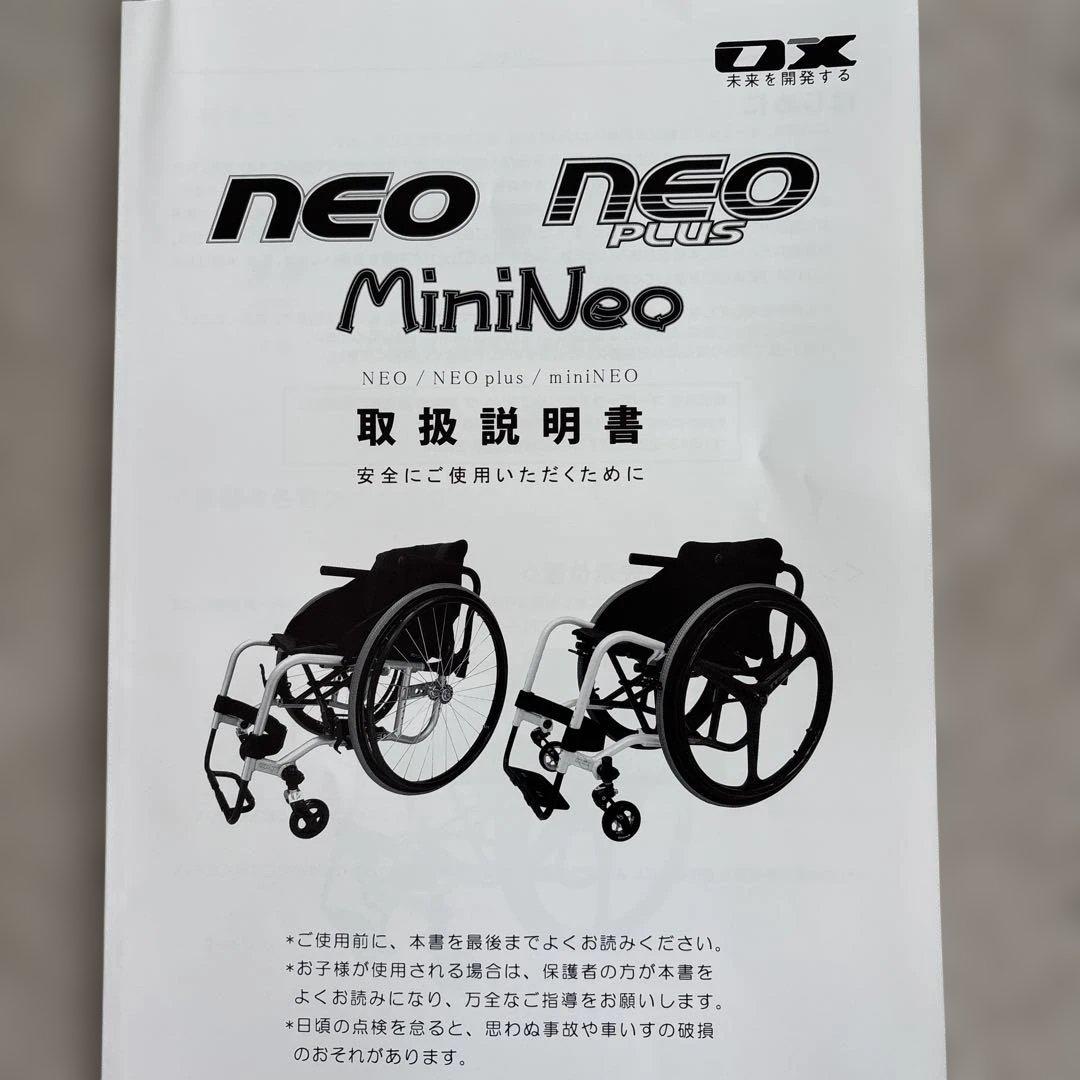 OX
未来を開発する
NEO NEO PLUS
MiniNeo
NEO / NEO plus / miniNEO
取扱説明書
安全にご使用いただくために
*ご使用前に、本書を最後までよくお読みください。
*お子様が使用される場合は、保護者の方が本書を
よくお読みになり、万全なご指導をお願いします。
*日頃の点検を怠ると、思わぬ事故や車いすの破損
のおそれがあります。